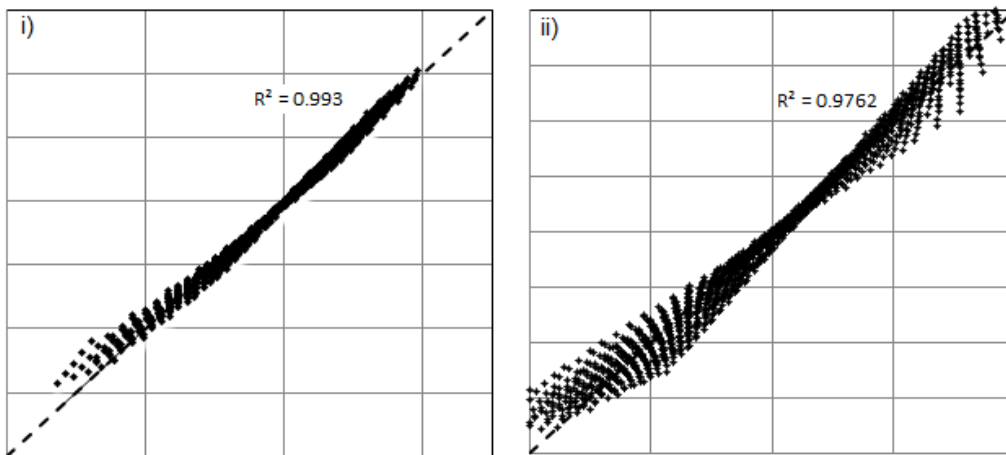 i)
R² = 0.993
ii)
R² = 0.9762